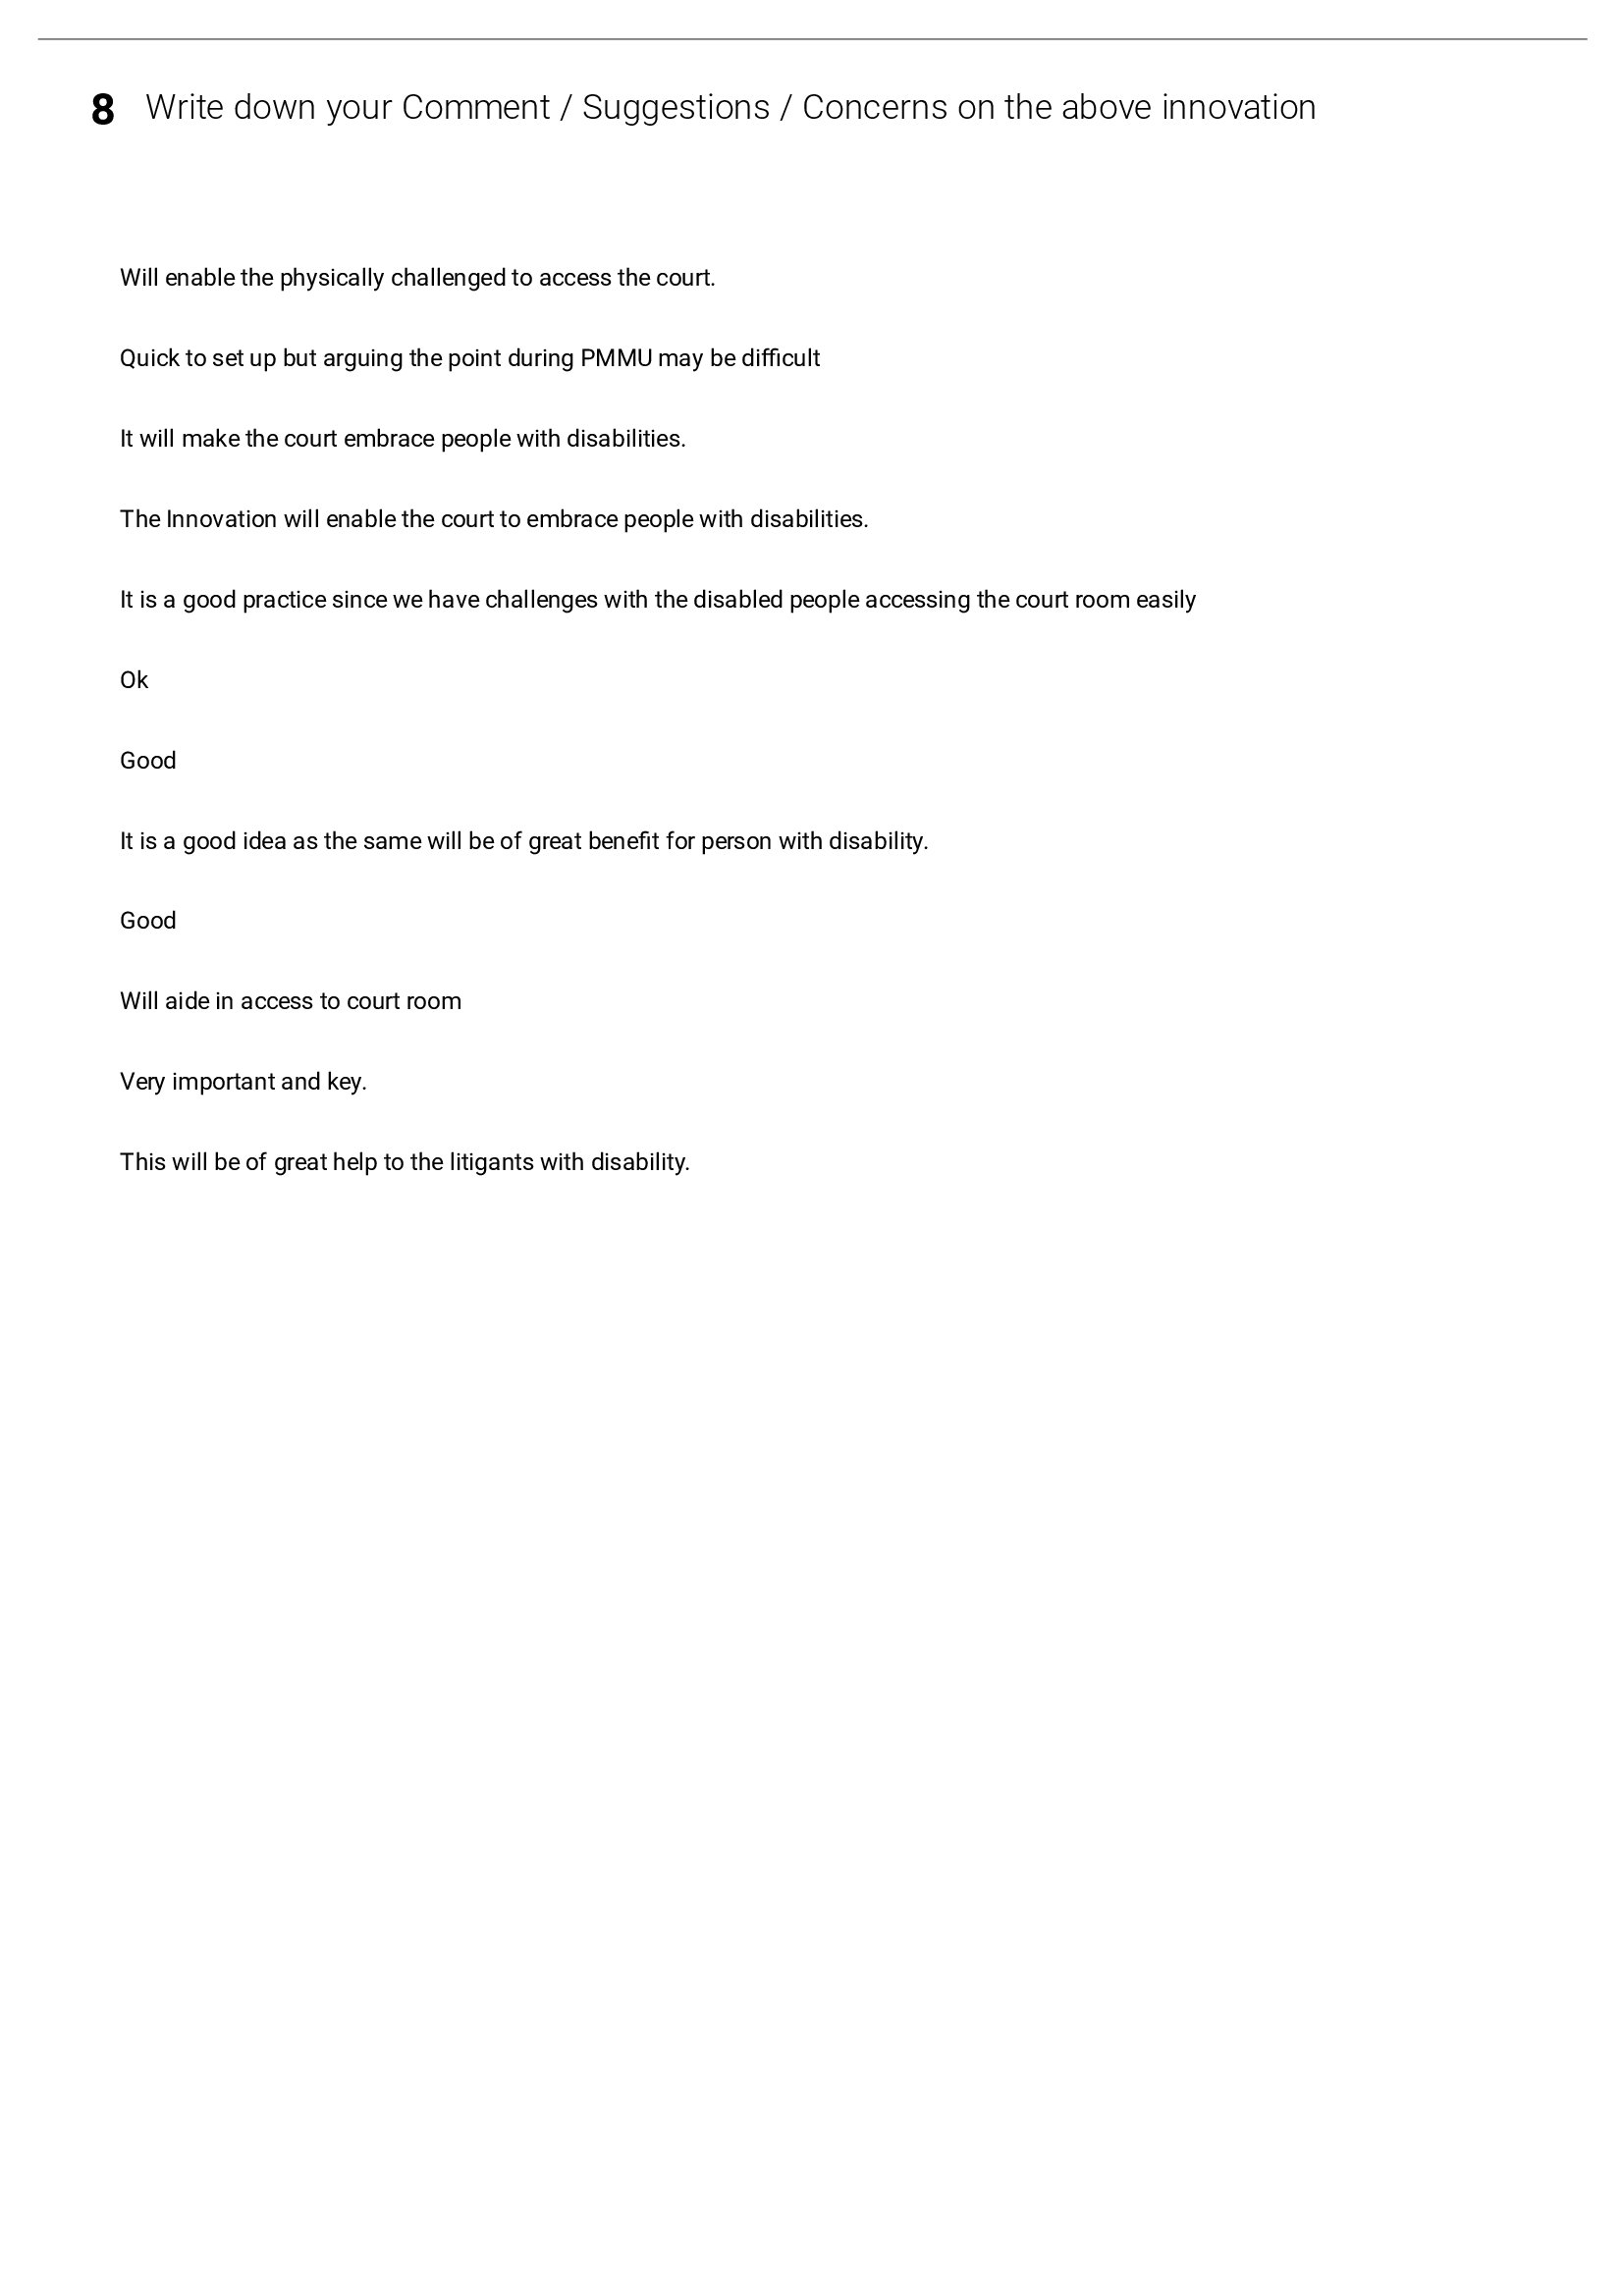 8 Write down your Comment / Suggestions / Concerns on the above innovation
Will enable the physically challenged to access the court.
Quick to set up but arguing the point during PMMU may be difficult
It will make the court embrace people with disabilities.
The Innovation will enable the court to embrace people with disabilities.
It is a good practice since we have challenges with the disabled people accessing the court room easily
Ok
Good
It is a good idea as the same will be of great benefit for person with disability.
Good
Will aide in access to court room
Very important and key.
This will be of great help to the litigants with disability.